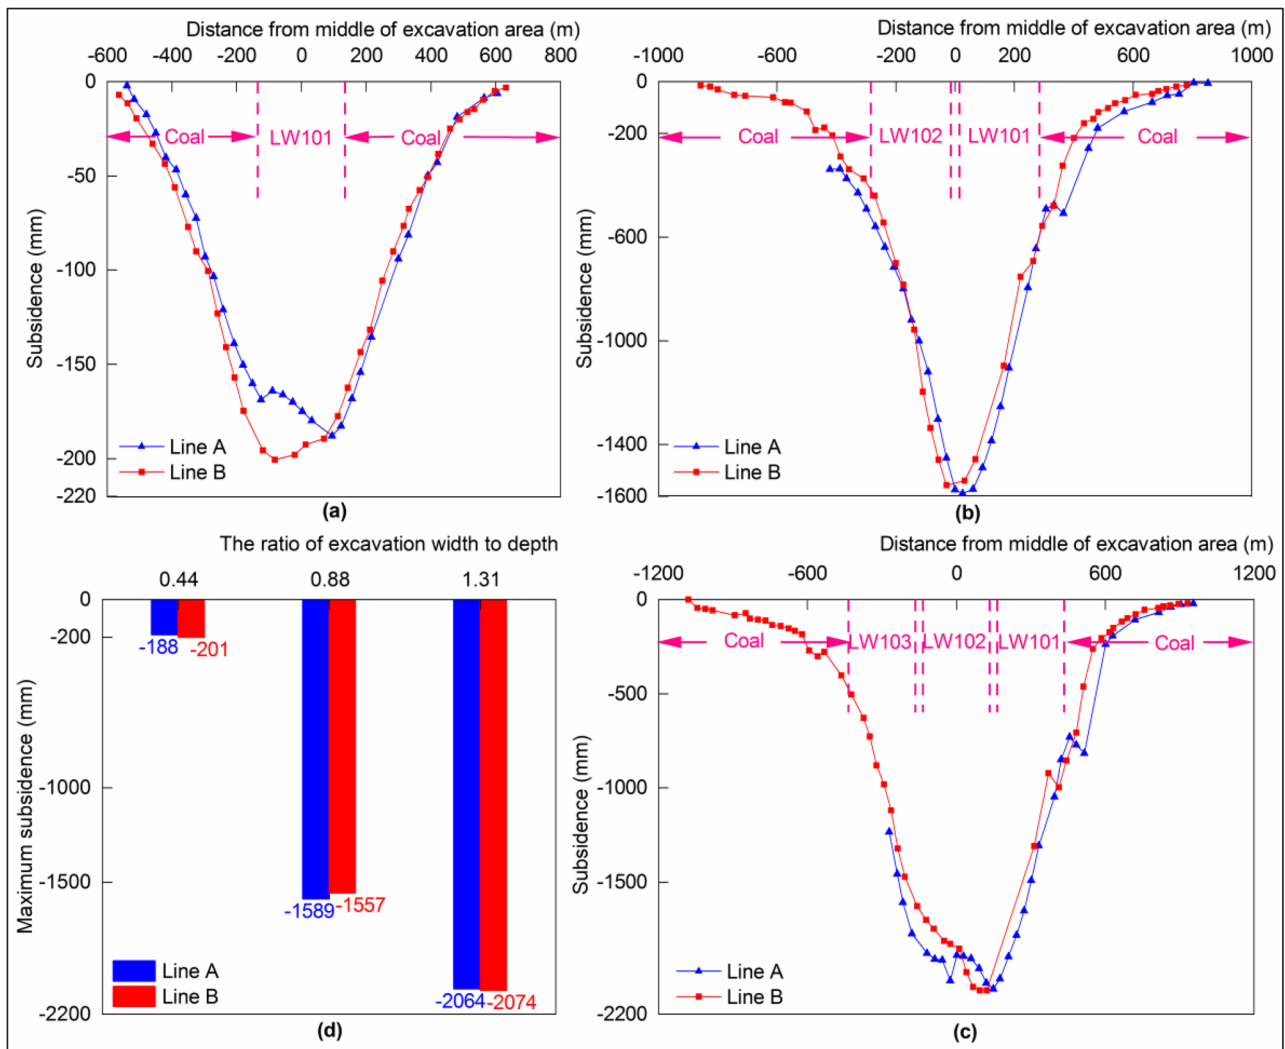 Distance from middle of excavation area (m)
-600 -400 -200 0 200 400 600 800
0
-50
-100
-150
-200
-220
Subsidence (mm)
Coal LW101 Coal
Line A
Line B
(a)
Distance from middle of excavation area (m)
-1000 -600 -200 0 200 600 1000
0
-200
-600
-1000
-1400
-1600
Subsidence (mm)
Coal LW102 LW101 Coal
Line A
Line B
(b)
The ratio of excavation width to depth
0.44 0.88 1.31
0
-200
-1000
-1500
-2200
Maximum subsidence (mm)
-188 -201
-1589 -1557
-2064 -2074
Line A
Line B
(d)
Distance from middle of excavation area (m)
-1200 -600 0 600 1200
0
-500
-1000
-1500
-2200
Subsidence (mm)
Coal LW103 LW102 LW101 Coal
Line A
Line B
(c)